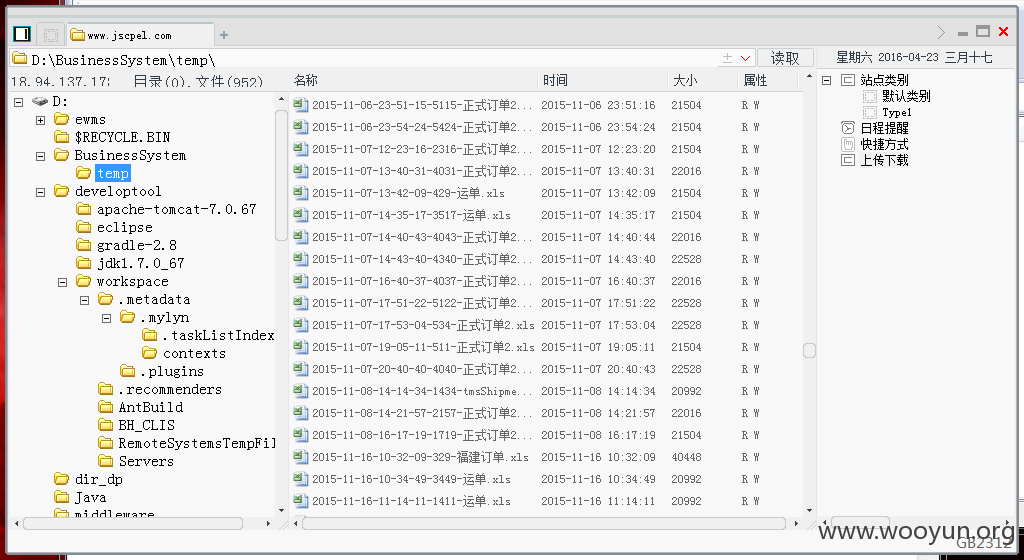 www.jscpel.com
D:\BusinessSystem\temp\
读取
星期六 2016-04-23 三月十七
18.94.137.17; 目录(0),文件(952)
名称 时间 大小 属性
D:
ewms
$RECYCLE.BIN
BusinessSystem
temp
developtool
apache-tomcat-7.0.67
eclipse
gradle-2.8
jdk1.7.0_67
workspace
.metadata
.mylyn
.taskListIndex
contexts
.plugins
.recommenders
AntBuild
BH_CLIS
RemoteSystemsTempFil
Servers
dir_dp
Java
middleware
2015-11-06-23-51-15-5115-正式订单2... 2015-11-06 23:51:16 21504 R W
2015-11-06-23-54-24-5424-正式订单2... 2015-11-06 23:54:24 21504 R W
2015-11-07-12-23-16-2316-正式订单2... 2015-11-07 12:23:20 21504 R W
2015-11-07-13-40-31-4031-正式订单2... 2015-11-07 13:40:31 22016 R W
2015-11-07-13-42-09-429-运单.xls 2015-11-07 13:42:09 21504 R W
2015-11-07-14-35-17-3517-运单.xls 2015-11-07 14:35:17 21504 R W
2015-11-07-14-40-43-4043-正式订单2... 2015-11-07 14:40:44 22016 R W
2015-11-07-14-43-40-4340-正式订单2... 2015-11-07 14:43:40 22528 R W
2015-11-07-16-40-37-4037-正式订单2... 2015-11-07 16:40:37 22016 R W
2015-11-07-17-51-22-5122-正式订单2... 2015-11-07 17:51:22 22528 R W
2015-11-07-17-53-04-534-正式订单2.xls 2015-11-07 17:53:04 22528 R W
2015-11-07-19-05-11-511-正式订单2.xls 2015-11-07 19:05:11 21504 R W
2015-11-07-20-40-40-4040-正式订单2... 2015-11-07 20:40:43 22528 R W
2015-11-08-14-14-34-1434-tmsShipme... 2015-11-08 14:14:34 20992 R W
2015-11-08-14-21-57-2157-正式订单2... 2015-11-08 14:21:57 22016 R W
2015-11-08-16-17-19-1719-正式订单2... 2015-11-08 16:17:19 21504 R W
2015-11-16-10-32-09-329-福建订单.xls 2015-11-16 10:32:09 40448 R W
2015-11-16-10-34-49-3449-运单.xls 2015-11-16 10:34:49 20992 R W
2015-11-16-11-14-11-1411-运单.xls 2015-11-16 11:14:11 20992 R W
站点类别
默认类别
Type1
日程提醒
快捷方式
上传下载
www.wooyun.org
GB2312